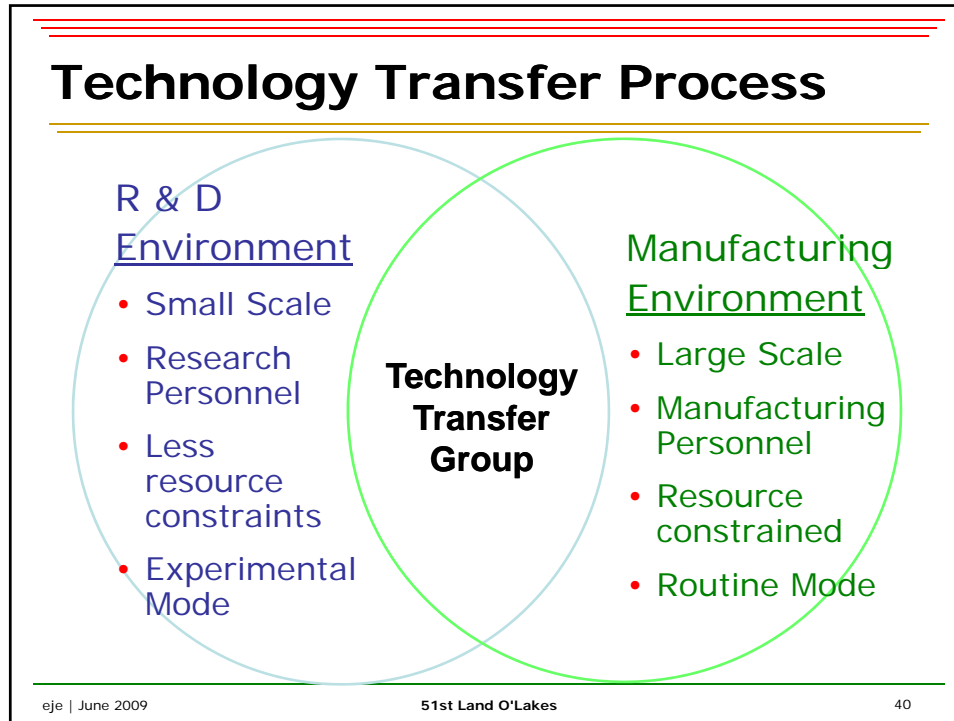 Technology Transfer Process
R & D
Environment
• Small Scale
• Research
Personnel
• Less
resource
constraints
• Experimental
Mode
Technology
Transfer
Group
Manufacturing
Environment
• Large Scale
• Manufacturing
Personnel
• Resource
constrained
• Routine Mode
eje | June 2009
51st Land O'Lakes
40